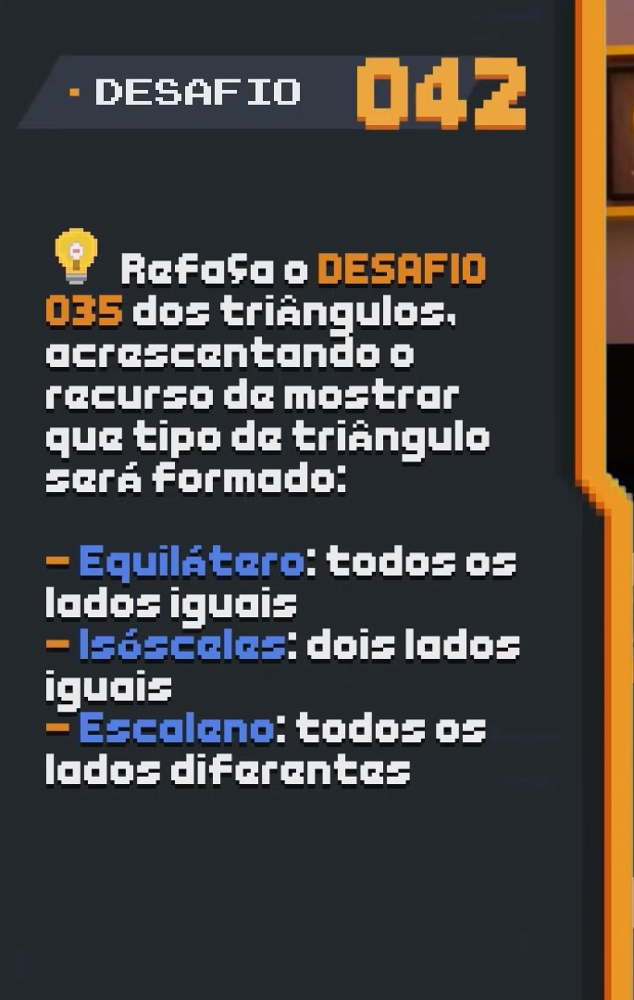 DESAFIO 042
Refaça o DESAFIO
035 dos triângulos,
acrescentando o
recurso de mostrar
que tipo de triângulo
será formado:
- Equilátero: todos os
lados iguais
- Isósceles: dois lados
iguais
- Escaleno: todos os
lados diferentes